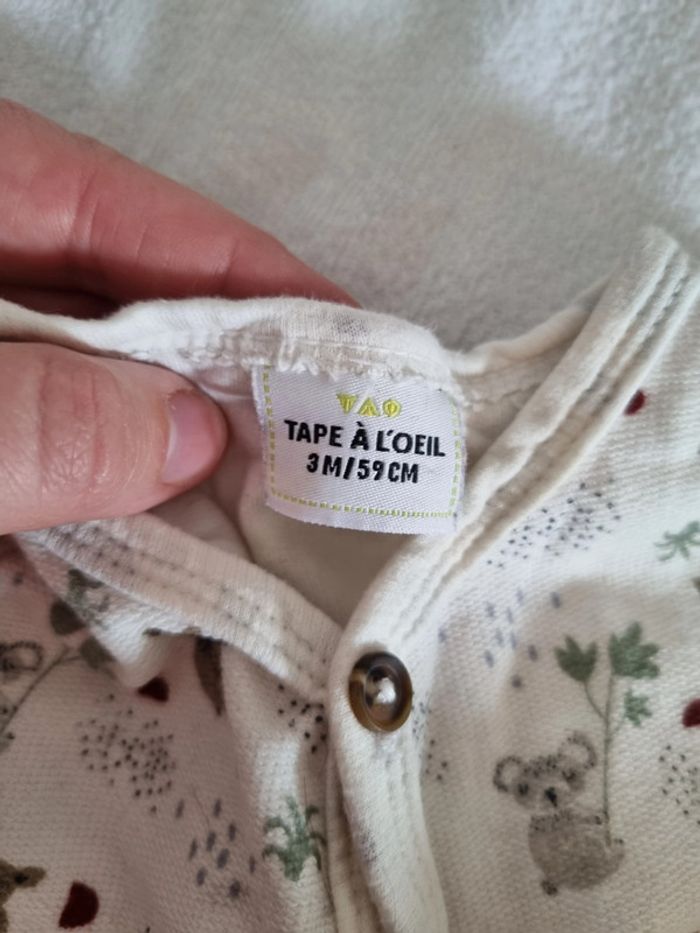 TAO
TAPE À L'OEIL
3M/59CM